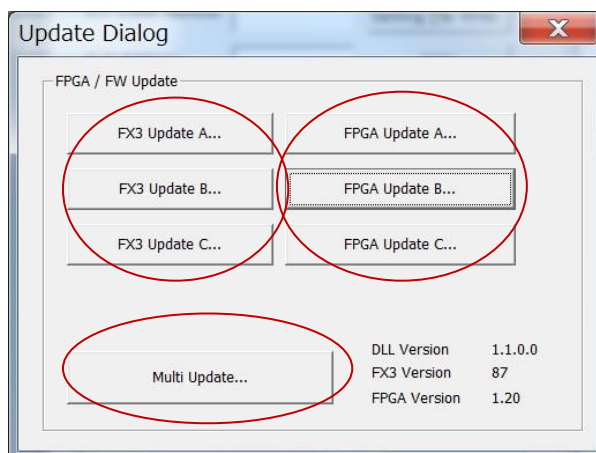 Update Dialog
FPGA / FW Update
FX3 Update A...
FPGA Update A...
FX3 Update B...
FPGA Update B...
FX3 Update C...
FPGA Update C...
Multi Update...
DLL Version 1.1.0.0
FX3 Version 87
FPGA Version 1.20